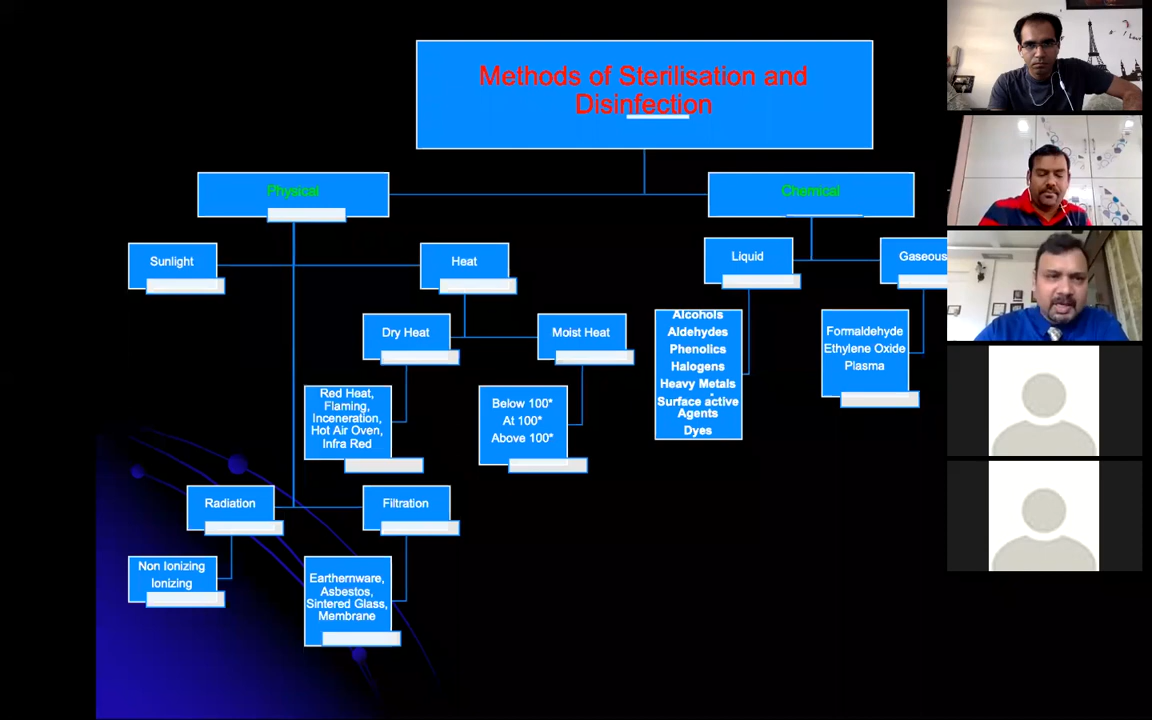 Methods of Sterilisation and
Disinfection
Physical
Chemical
Sunlight
Heat
Liquid
Gaseous
Dry Heat
Moist Heat
Red Heat,
Flaming,
Inceneration,
Hot Air Oven,
Infra Red
Below 100*
At 100*
Above 100*
Alcohols
Aldehydes
Phenolics
Halogens
Heavy Metals
Surface active
Agents
Dyes
Formaldehyde
Ethylene Oxide
Plasma
Radiation
Filtration
Non Ionizing
Ionizing
Earthernware,
Asbestos,
Sintered Glass,
Membrane